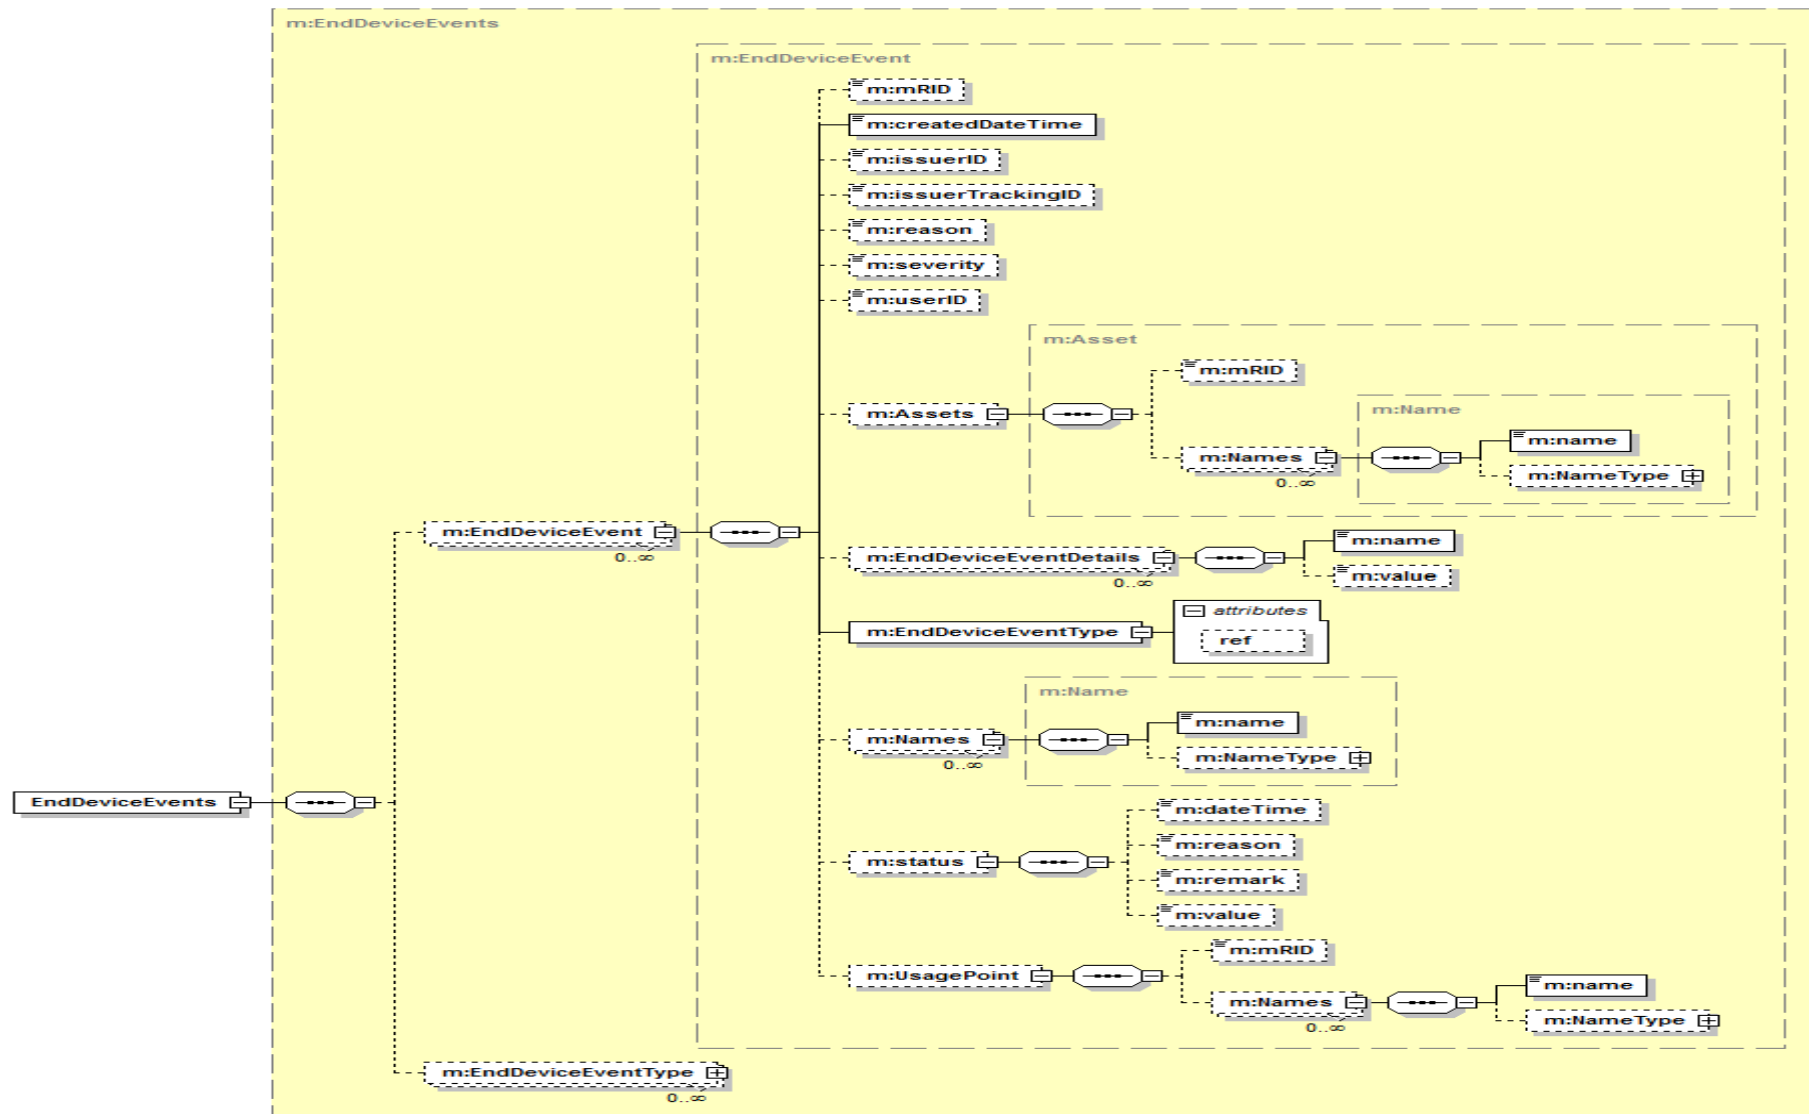 m:EndDeviceEvents
m:EndDeviceEvent
m:mRID
m:createdDateTime
m:issuerID
m:issuerTrackingID
m:reason
m:severity
m:userID
m:Asset
m:mRID
m:Name
m:Assets
m:name
m:Names
0..∞
m:NameType
m:EndDeviceEvent
0..∞
m:name
m:EndDeviceEventDetails
0..∞
m:value
attributes
m:EndDeviceEventType
ref
m:Name
m:name
m:Names
0..∞
m:NameType
EndDeviceEvents
m:dateTime
m:reason
m:status
m:remark
m:value
m:mRID
m:UsagePoint
m:name
m:Names
0..∞
m:NameType
m:EndDeviceEventType
0..∞